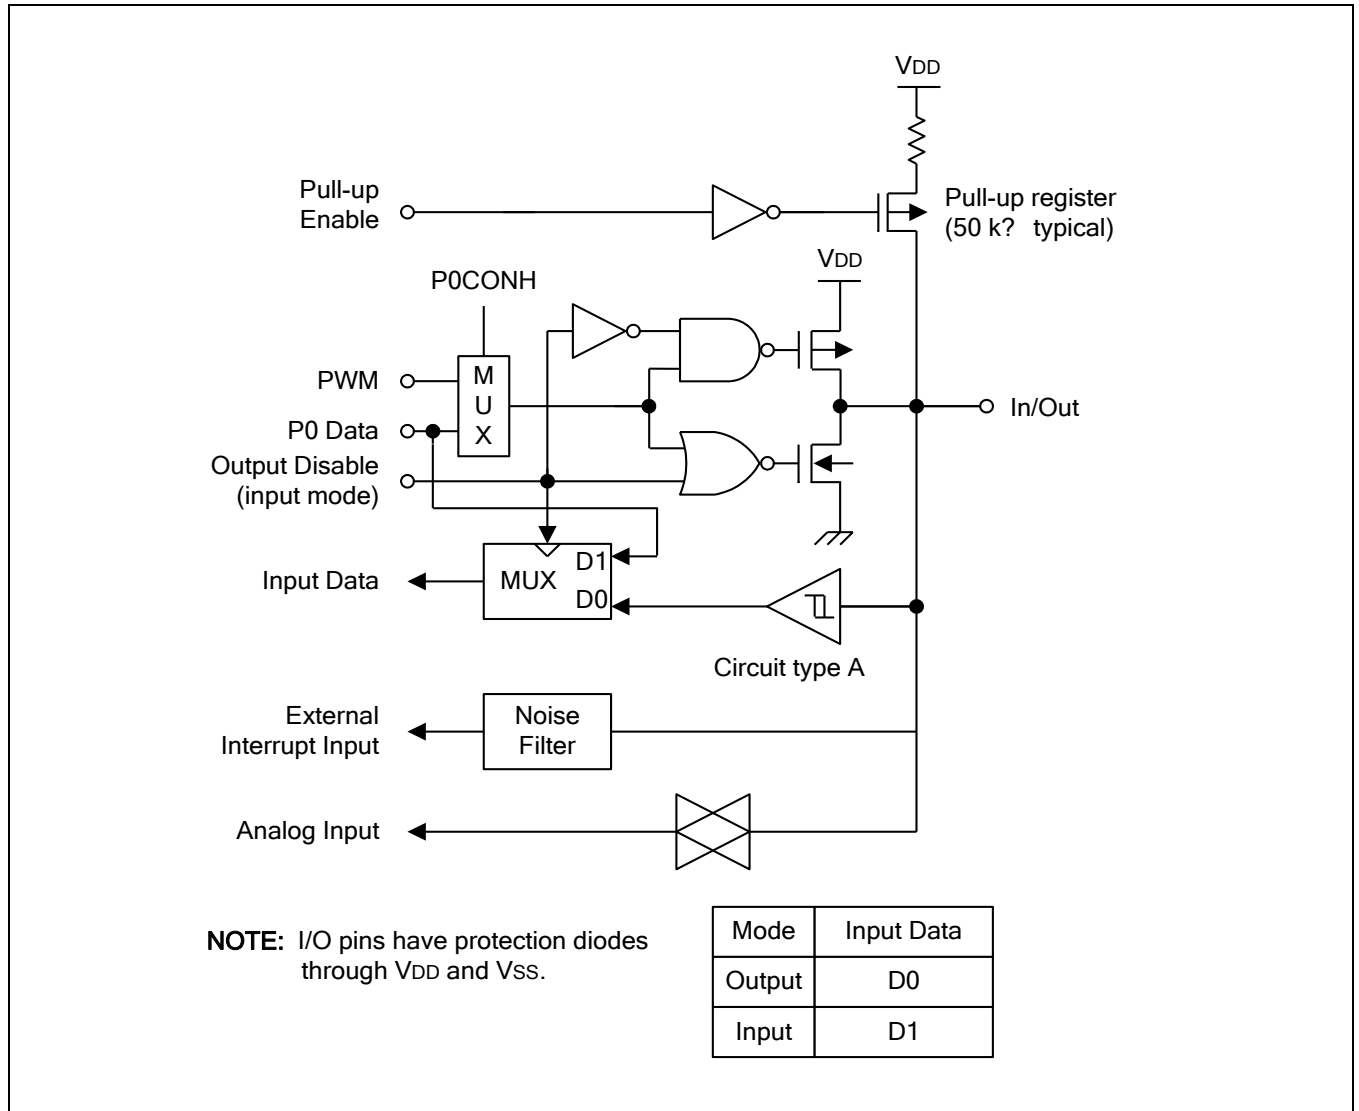 VDD
Pull-up
Enable
Pull-up register
(50 k? typical)
VDD
P0CONH
PWM
M
U
X
P0 Data
In/Out
Output Disable
(input mode)
D1
MUX
D0
Input Data
Circuit type A
External
Interrupt Input
Noise
Filter
Analog Input
NOTE: I/O pins have protection diodes
through VDD and VSS.
Mode Input Data
Output D0
Input D1